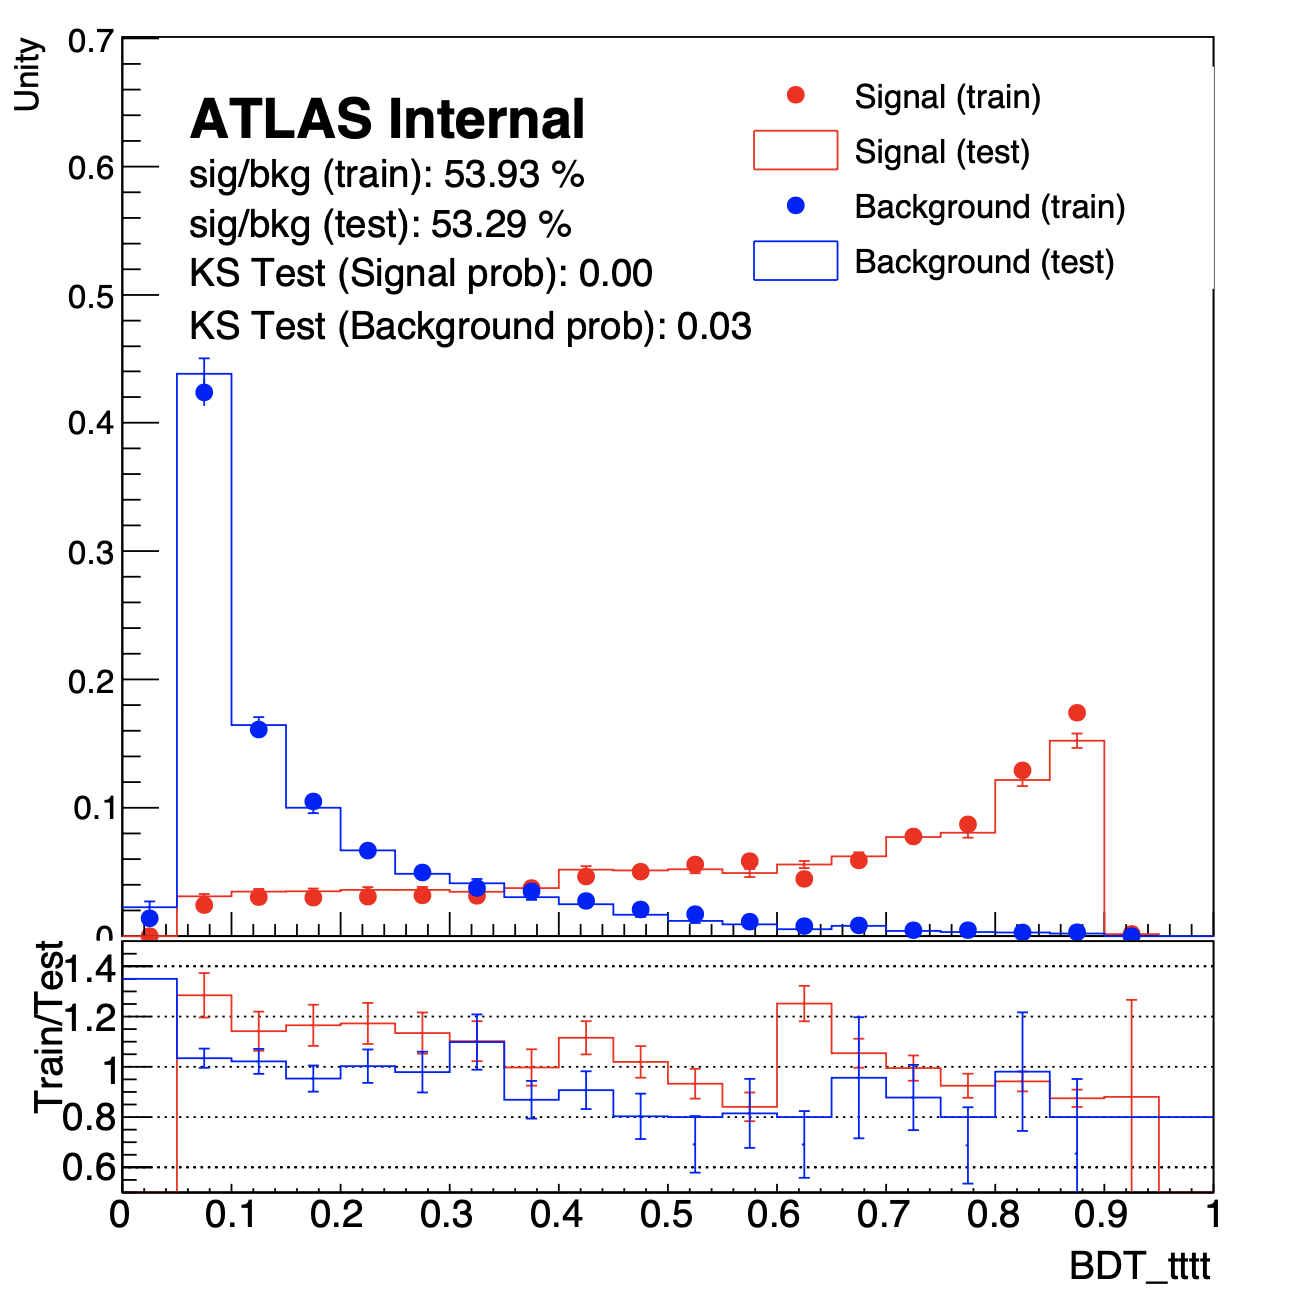 Unity
0.7
0.6
0.5
0.4
0.3
0.2
0.1
0
ATLAS Internal
sig/bkg (train): 53.93 %
sig/bkg (test): 53.29 %
KS Test (Signal prob): 0.00
KS Test (Background prob): 0.03
Signal (train)
Signal (test)
Background (train)
Background (test)
Train/Test
1.4
1.2
1
0.8
0.6
0 0.1 0.2 0.3 0.4 0.5 0.6 0.7 0.8 0.9 1
BDT_tttt